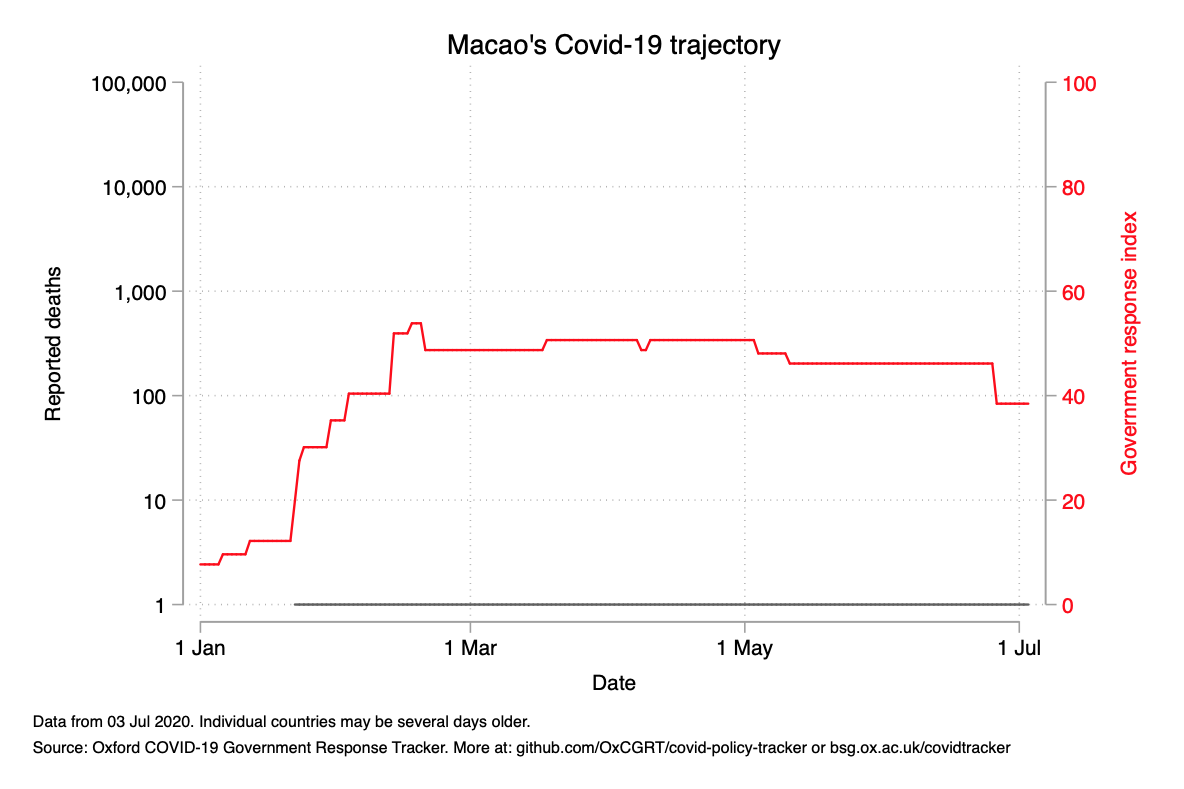 Macao's Covid-19 trajectory
100,000
10,000
1,000
100
10
1
Reported deaths
100
80
60
40
20
0
Government response index
1 Jan
1 Mar
1 May
1 Jul
Date
Data from 03 Jul 2020. Individual countries may be several days older.
Source: Oxford COVID-19 Government Response Tracker. More at: github.com/OxCGRT/covid-policy-tracker or bsg.ox.ac.uk/covidtracker